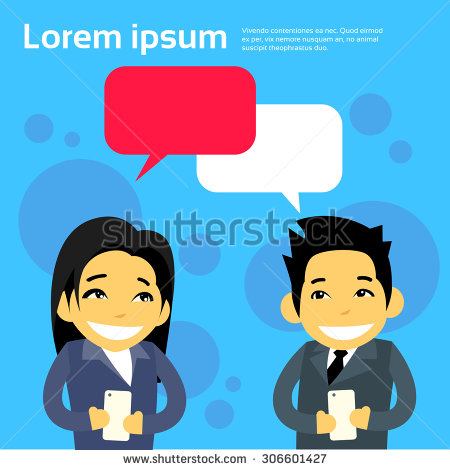 Lorem ipsum
Vivendo contentiones ea nec. Quod eirmod
ex per, vix ex nemore nusquam an, no animal
suscipit theophrastus duo.
shutterstock
www.shutterstock.com · 306601427